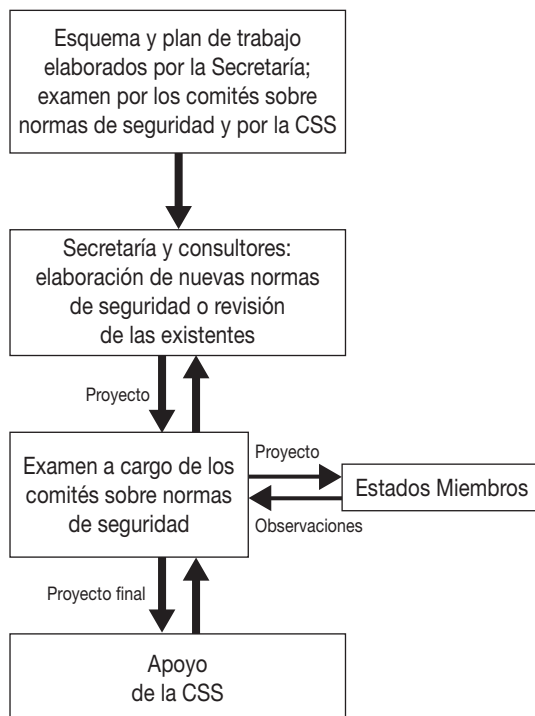 Esquema y plan de trabajo
elaborados por la Secretaría;
examen por los comités sobre
normas de seguridad y por la CSS
Secretaría y consultores:
elaboración de nuevas normas
de seguridad o revisión
de las existentes
Proyecto
Examen a cargo de los
comités sobre normas
de seguridad
Proyecto
Observaciones
Estados Miembros
Proyecto final
Apoyo
de la CSS